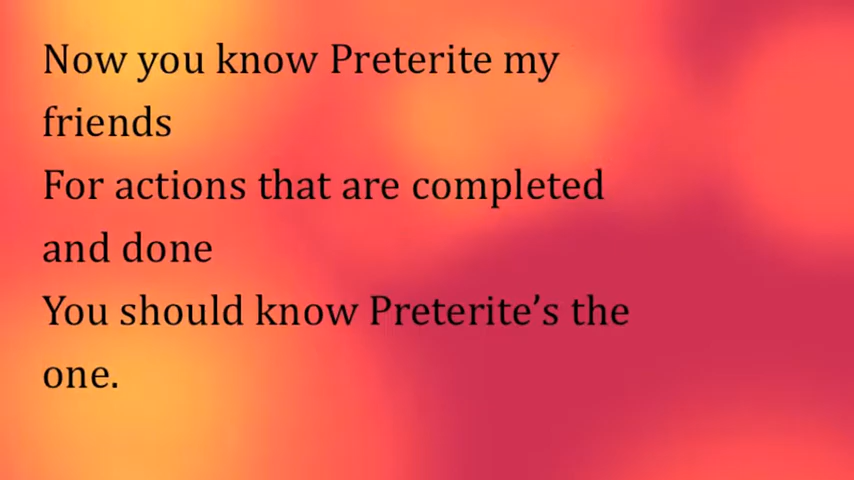 Now you know Preterite my
friends
For actions that are completed
and done
You should know Preterite’s the
one.